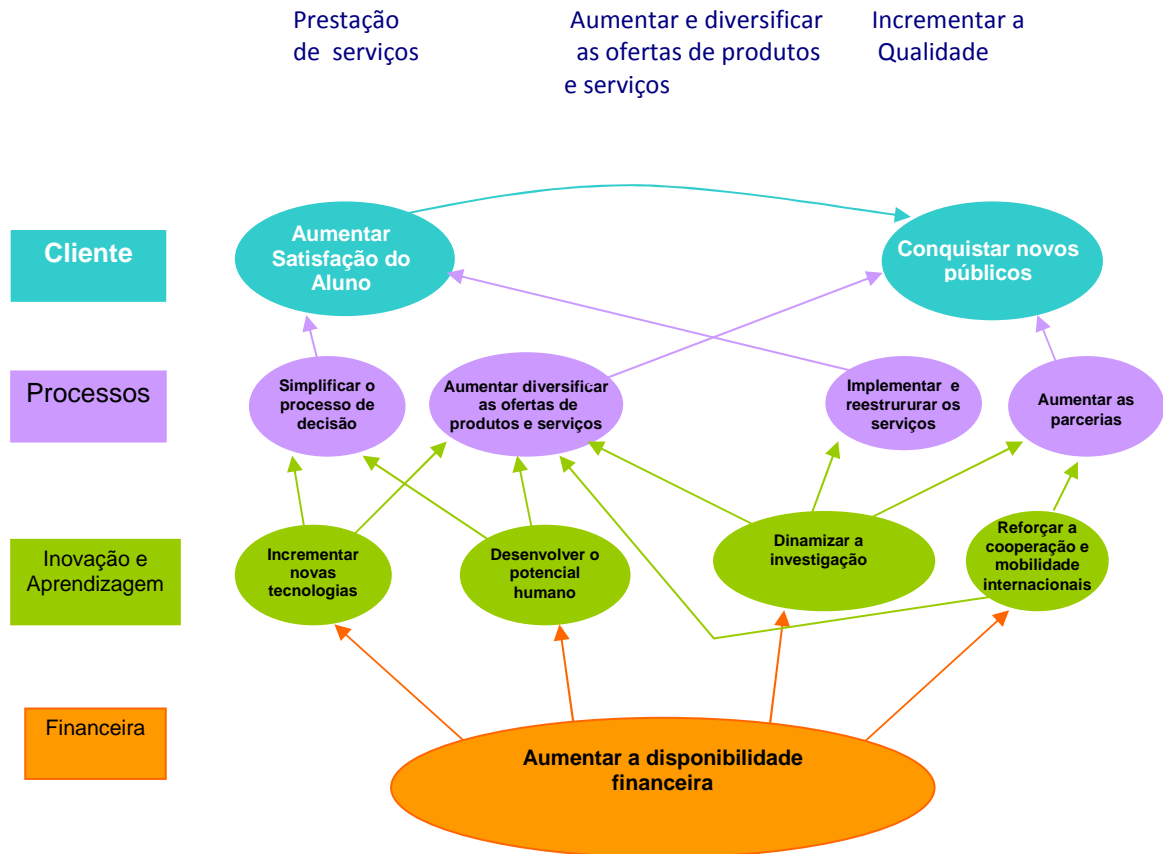 Prestação
de serviços
Aumentar e diversificar
as ofertas de produtos
e serviços
Incrementar a
Qualidade
Cliente
Aumentar
Satisfação do
Aluno
Conquistar novos
públicos
Processos
Simplificar o
processo de
decisão
Aumentar diversificar
as ofertas de
produtos e serviços
Implementar e
reestrururar os
serviços
Aumentar as
parcerias
Inovação e
Aprendizagem
Incrementar
novas
tecnologias
Desenvolver o
potencial
humano
Dinamizar a
investigação
Reforçar a
cooperação e
mobilidade
internacionais
Financeira
Aumentar a disponibilidade
financeira